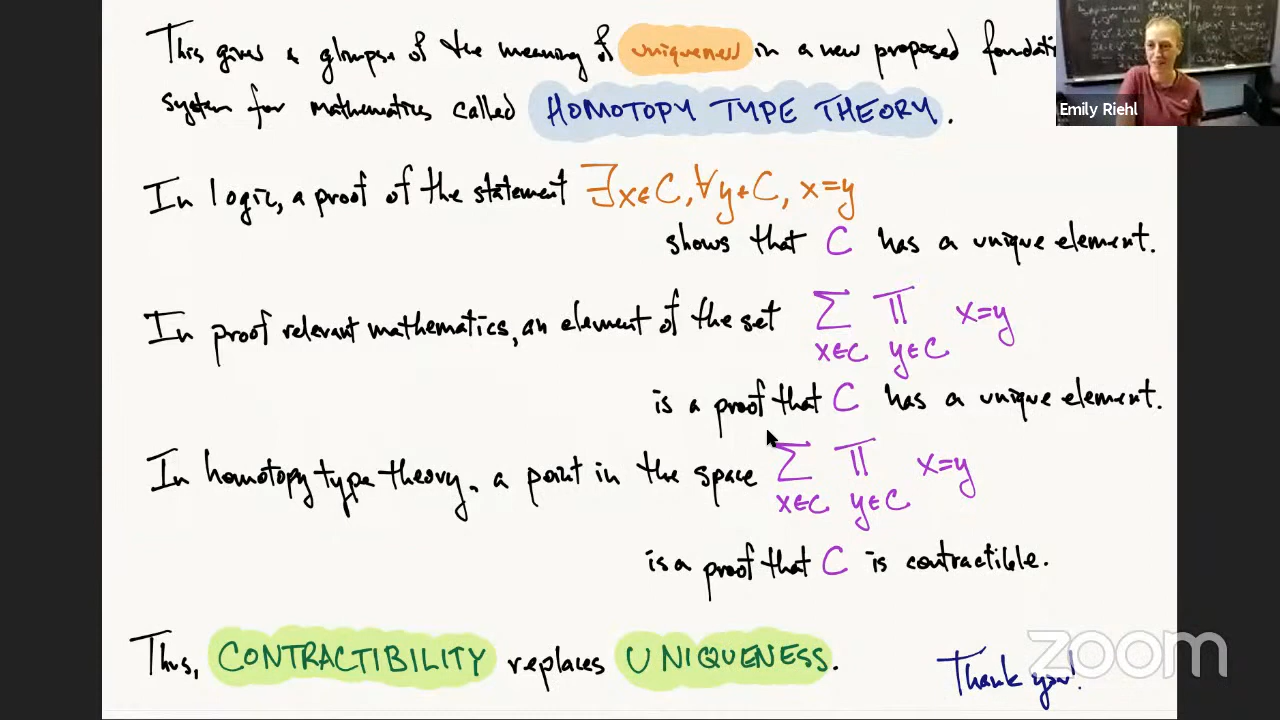 This gives a glimpse of the meaning of uniqueness in a new proposed foundati
system for mathematics called HOMOTOPY TYPE THEORY.
Emily Riehl
In logic, a proof of the statement ∃x∈C, ∀y∈C, x=y
shows that C has a unique element.
In proof relevant mathematics, an element of the set ∑ ∏ x=y
x∈C y∈C
is a proof that C has a unique element.
In homotopy type theory, a point in the space ∑ ∏ x=y
x∈C y∈C
is a proof that C is contractible.
Thus, CONTRACTIBILITY replaces UNIQUENESS.
Thank you!
zoom